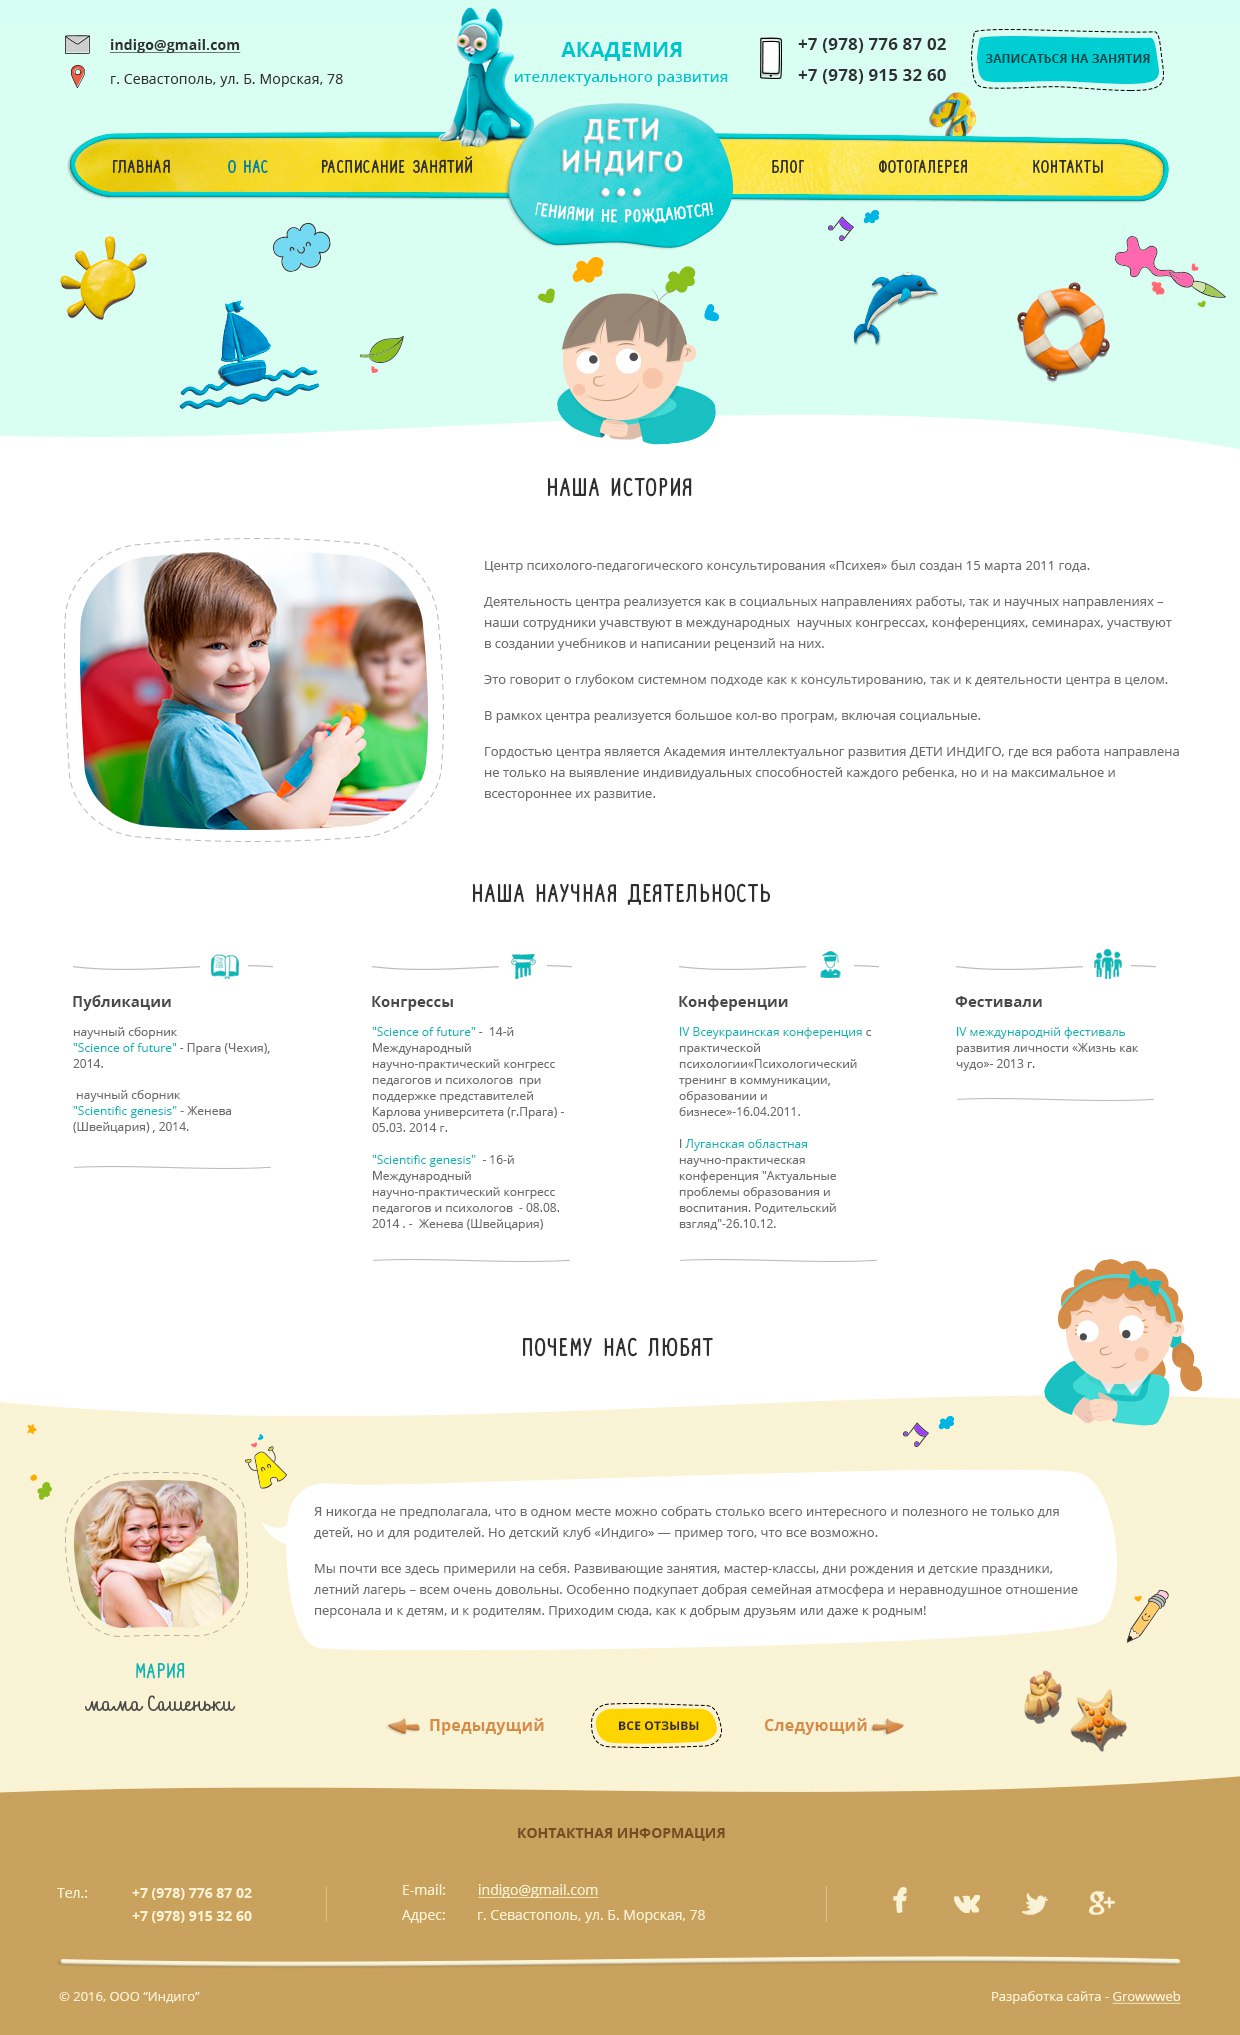 indigo@gmail.com
г. Севастополь, ул. Б. Морская, 78
АКАДЕМИЯ
ителлектуального развития
+7 (978) 776 87 02
+7 (978) 915 32 60
ЗАПИСАТЬСЯ НА ЗАНЯТИЯ
ГЛАВНАЯ
О НАС
РАСПИСАНИЕ ЗАНЯТИЙ
ДЕТИ
ИНДИГО
ГЕНИЯМИ НЕ РОЖДАЮТСЯ!
БЛОГ
ФОТОГАЛЕРЕЯ
КОНТАКТЫ
НАША ИСТОРИЯ
Центр психолого-педагогического консультирования «Психея» был создан 15 марта 2011 года.
Деятельность центра реализуется как в социальных направлениях работы, так и научных направлениях –
наши сотрудники учавствуют в международных научных конгрессах, конференциях, семинарах, участвуют
в создании учебников и написании рецензий на них.
Это говорит о глубоком системном подходе как к консультированию, так и к деятельности центра в целом.
В рамкох центра реализуется большое кол-во програм, включая социальные.
Гордостью центра является Академия интеллектуальног развития ДЕТИ ИНДИГО, где вся работа направлена
не только на выявление индивидуальных способностей каждого ребенка, но и на максимальное и
всестороннее их развитие.
НАША НАУЧНАЯ ДЕЯТЕЛЬНОСТЬ
Публикации
научный сборник
"Science of future" - Прага (Чехия),
2014.
научный сборник
"Scientific genesis" - Женева
(Швейцария) , 2014.
Конгрессы
"Science of future" - 14-й
Международный
научно-практический конгресс
педагогов и психологов при
поддержке представителей
Карлова университета (г.Прага) -
05.03. 2014 г.
"Scientific genesis" - 16-й
Международный
научно-практический конгресс
педагогов и психологов - 08.08.
2014 . - Женева (Швейцария)
Конференции
IV Всеукраинская конференция с
практической
психологии«Психологический
тренинг в коммуникации,
образовании и
бизнесе»-16.04.2011.
I Луганская областная
научно-практическая
конференция "Актуальные
проблемы образования и
воспитания. Родительский
взгляд"-26.10.12.
Фестивали
IV международній фестиваль
развития личности «Жизнь как
чудо»- 2013 г.
ПОЧЕМУ НАС ЛЮБЯТ
Я никогда не предполагала, что в одном месте можно собрать столько всего интересного и полезного не только для
детей, но и для родителей. Но детский клуб «Индиго» — пример того, что все возможно.
Мы почти все здесь примерили на себя. Развивающие занятия, мастер-классы, дни рождения и детские праздники,
летний лагерь – всем очень довольны. Особенно подкупает добрая семейная атмосфера и неравнодушное отношение
персонала и к детям, и к родителям. Приходим сюда, как к добрым друзьям или даже к родным!
МАРИЯ
мама Сашеньки
Предыдущий
ВСЕ ОТЗЫВЫ
Следующий
КОНТАКТНАЯ ИНФОРМАЦИЯ
Тел.: +7 (978) 776 87 02
+7 (978) 915 32 60
E-mail: indigo@gmail.com
Адрес: г. Севастополь, ул. Б. Морская, 78
© 2016, ООО “Индиго”
Разработка сайта - Growwweb